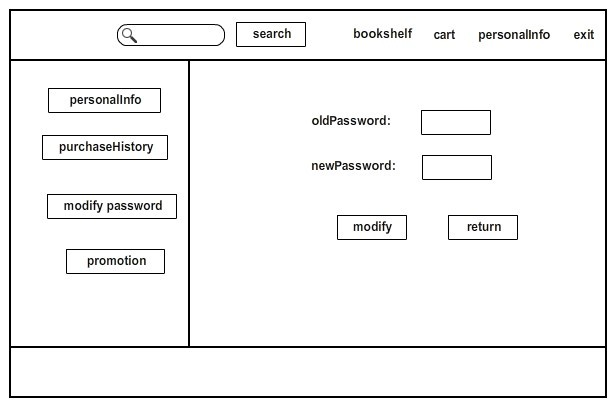 search bookshelf cart personalInfo exit
personalInfo
purchaseHistory
modify password
promotion
oldPassword:
newPassword:
modify return